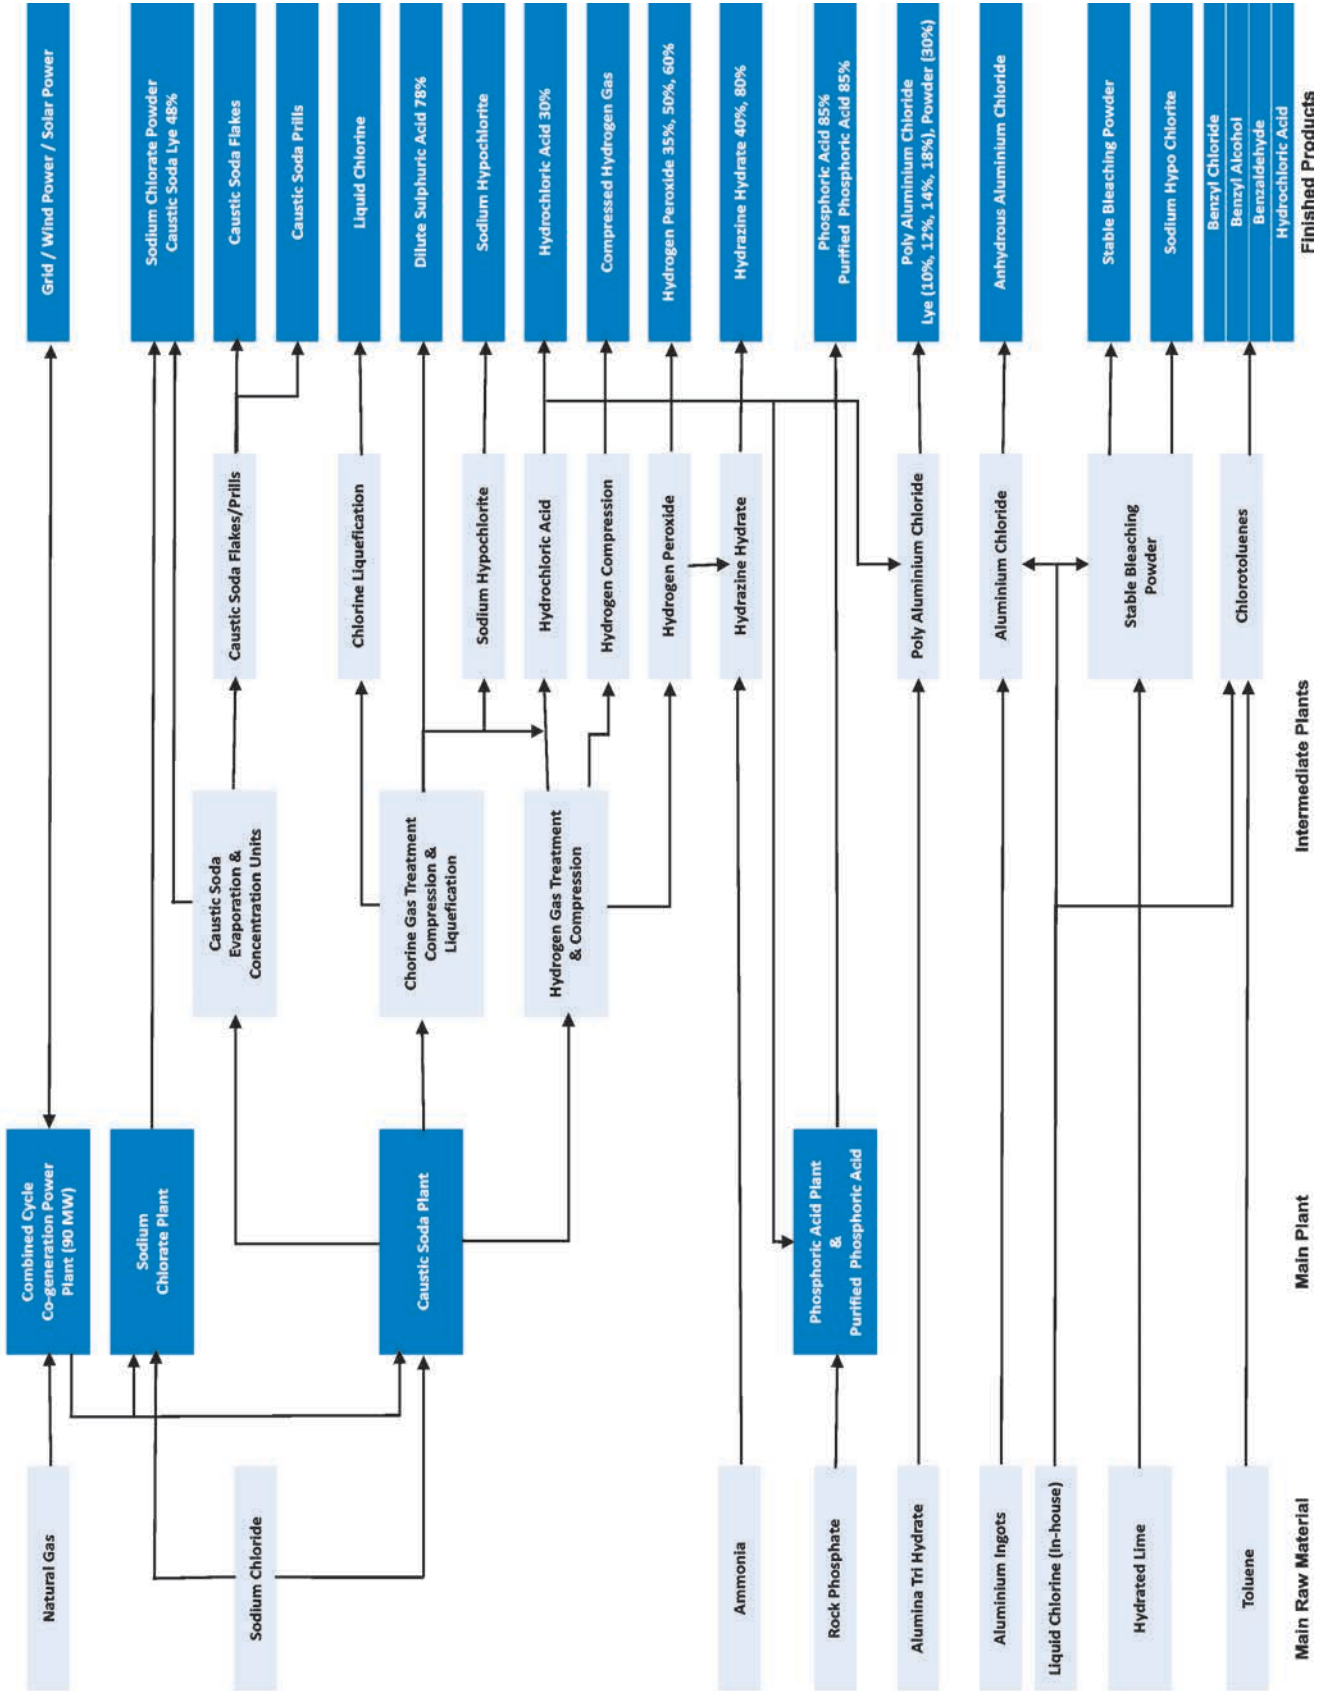 Main Raw Material
Natural Gas
Sodium Chloride
Ammonia
Rock Phosphate
Alumina Tri Hydrate
Aluminium Ingots
Liquid Chlorine (In-house)
Hydrated Lime
Toluene
Main Plant
Combined Cycle
Co-generation Power
Plant (90 MW)
Sodium
Chlorate Plant
Caustic Soda Plant
Phosphoric Acid Plant
&
Purified Phosphoric Acid
Intermediate Plants
Caustic Soda
Evaporation &
Concentration Units
Chorine Gas Treatment
Compression &
Liquefication
Hydrogen Gas Treatment
& Compression
Caustic Soda Flakes/Prills
Chlorine Liquefication
Sodium Hypochlorite
Hydrochloric Acid
Hydrogen Compression
Hydrogen Peroxide
Hydrazine Hydrate
Poly Aluminium Chloride
Aluminium Chloride
Stable Bleaching
Powder
Chlorotoluenes
Finished Products
Grid / Wind Power / Solar Power
Sodium Chlorate Powder
Caustic Soda Lye 48%
Caustic Soda Flakes
Caustic Soda Prills
Liquid Chlorine
Dilute Sulphuric Acid 78%
Sodium Hypochlorite
Hydrochloric Acid 30%
Compressed Hydrogen Gas
Hydrogen Peroxide 35%, 50%, 60%
Hydrazine Hydrate 40%, 80%
Phosphoric Acid 85%
Purified Phosphoric Acid 85%
Poly Aluminium Chloride
Lye (10%, 12%, 14%, 18%), Powder (30%)
Anhydrous Aluminium Chloride
Stable Bleaching Powder
Sodium Hypo Chlorite
Benzyl Chloride
Benzyl Alcohol
Benzaldehyde
Hydrochloric Acid